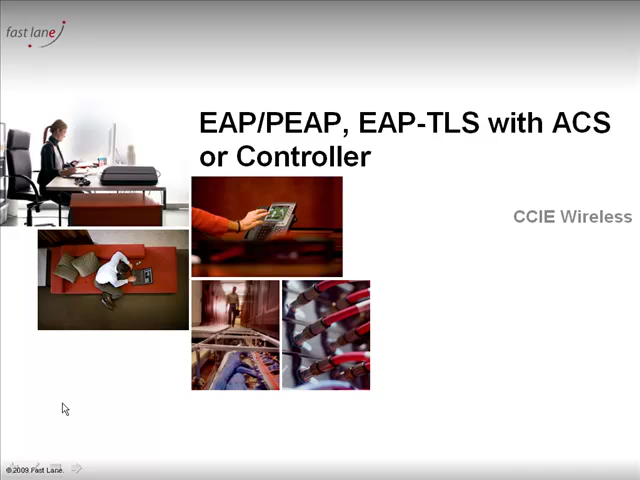 fast lane
EAP/PEAP, EAP-TLS with ACS
or Controller
CCIE Wireless
© 2009 Fast Lane.